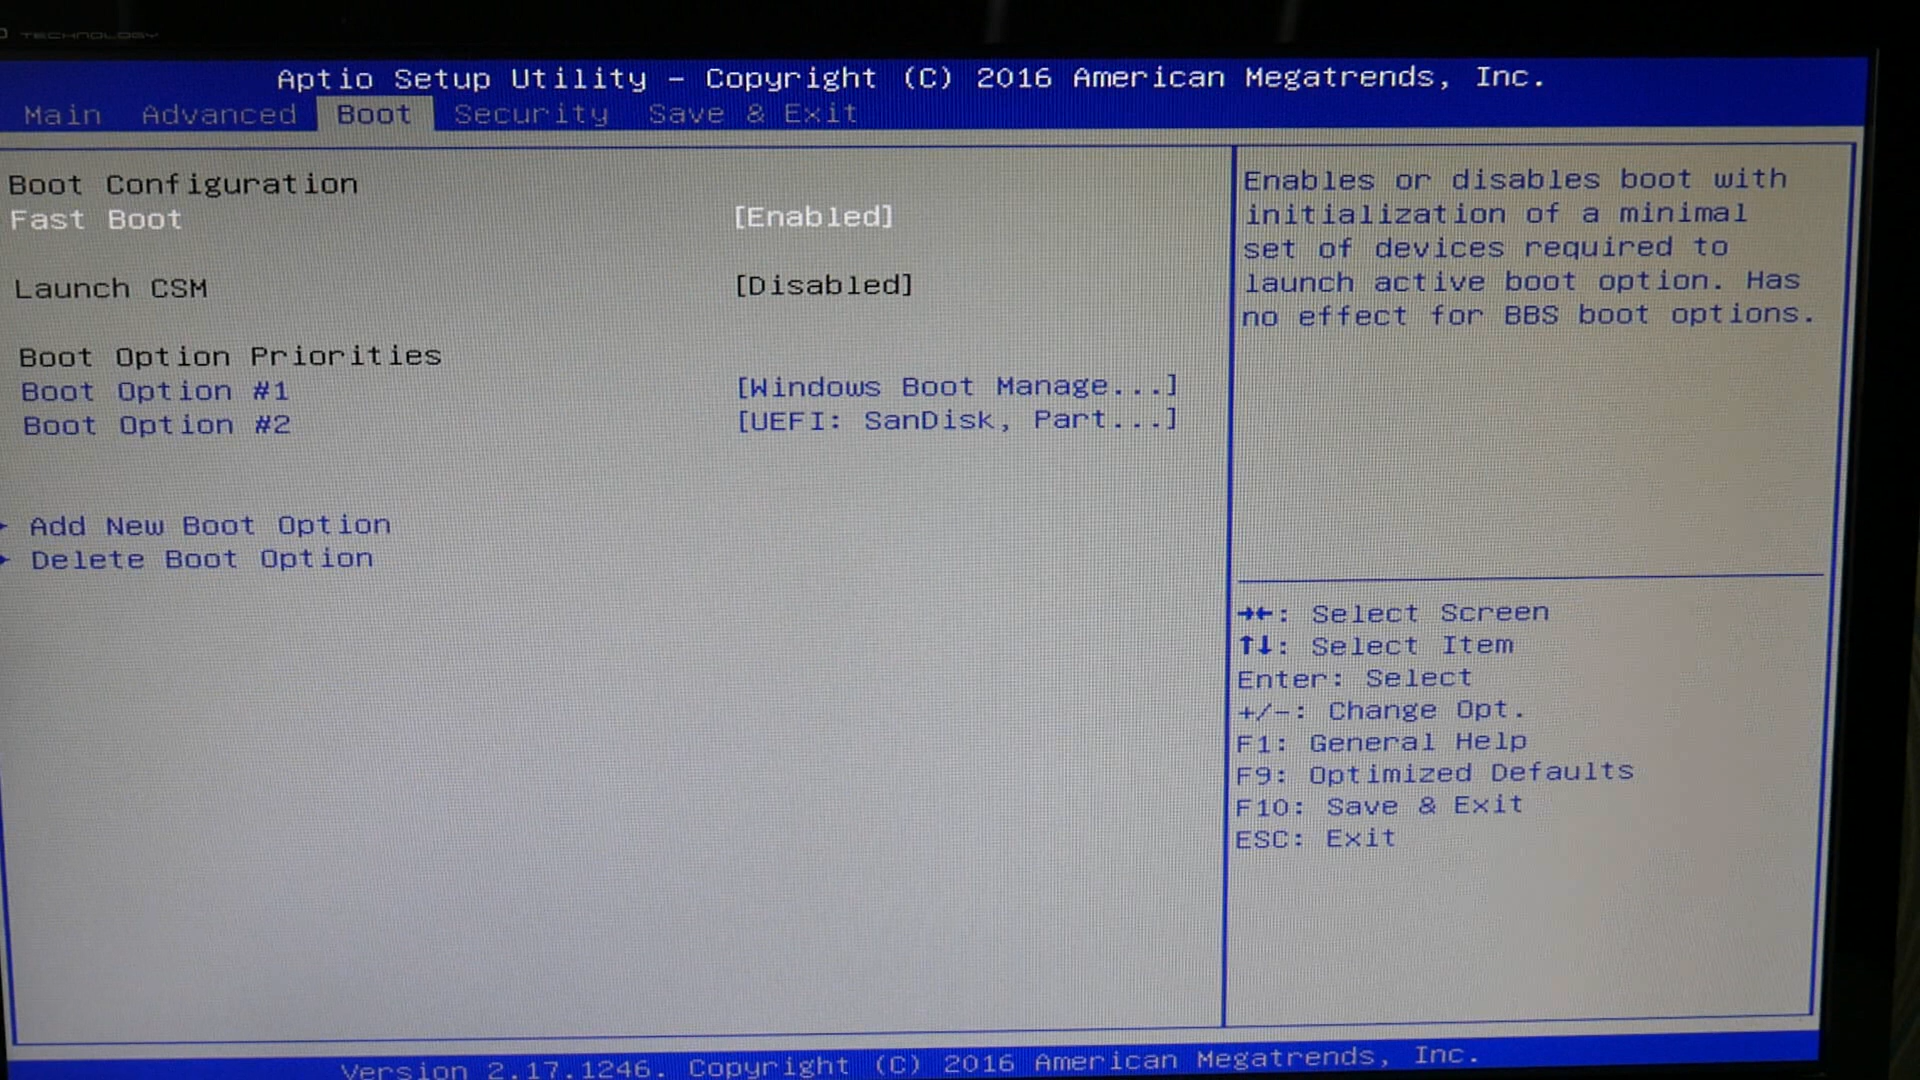 TECHNOLOGY
Aptio Setup Utility – Copyright (C) 2016 American Megatrends, Inc.
Main Advanced Boot Security Save & Exit
Boot Configuration
Fast Boot [Enabled]
Launch CSM [Disabled]
Boot Option Priorities
Boot Option #1 [Windows Boot Manage...]
Boot Option #2 [UEFI: SanDisk, Part...]
Add New Boot Option
Delete Boot Option
Enables or disables boot with
initialization of a minimal
set of devices required to
launch active boot option. Has
no effect for BBS boot options.
→←: Select Screen
↑↓: Select Item
Enter: Select
+/-: Change Opt.
F1: General Help
F9: Optimized Defaults
F10: Save & Exit
ESC: Exit
Version 2.17.1246. Copyright (C) 2016 American Megatrends, Inc.